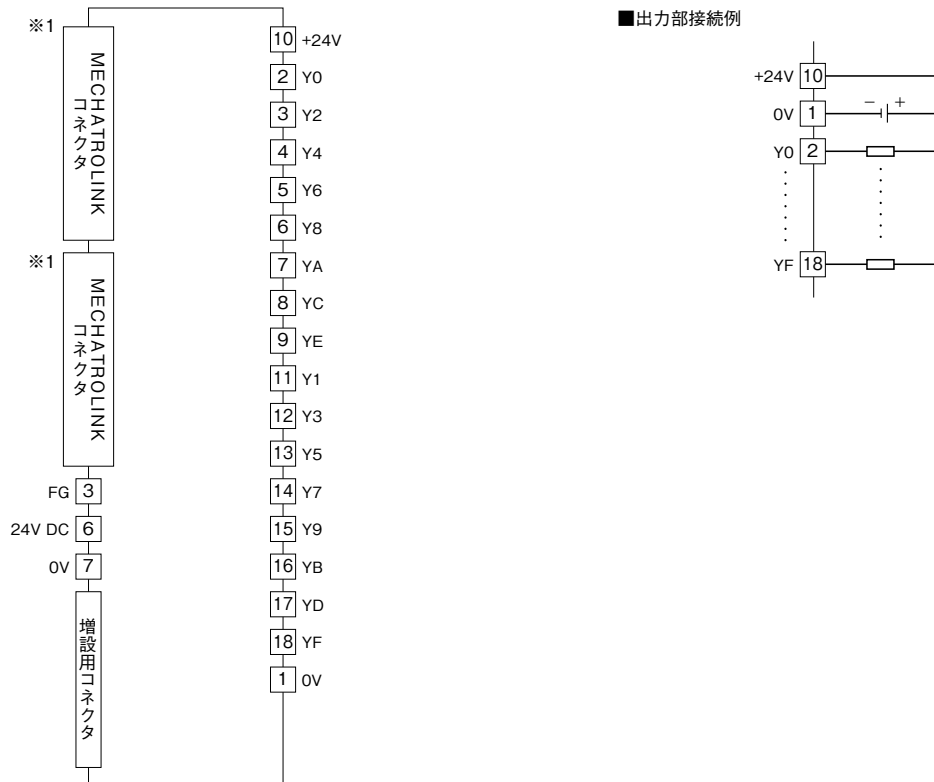 ※1
MECHATROLINK
コネクタ
※1
MECHATROLINK
コネクタ
FG 3
24V DC 6
0V 7
増設用コネクタ
10 +24V
2 Y0
3 Y2
4 Y4
5 Y6
6 Y8
7 YA
8 YC
9 YE
11 Y1
12 Y3
13 Y5
14 Y7
15 Y9
16 YB
17 YD
18 YF
1 0V
■出力部接続例
+24V 10
0V 1 − +
Y0 2
YF 18